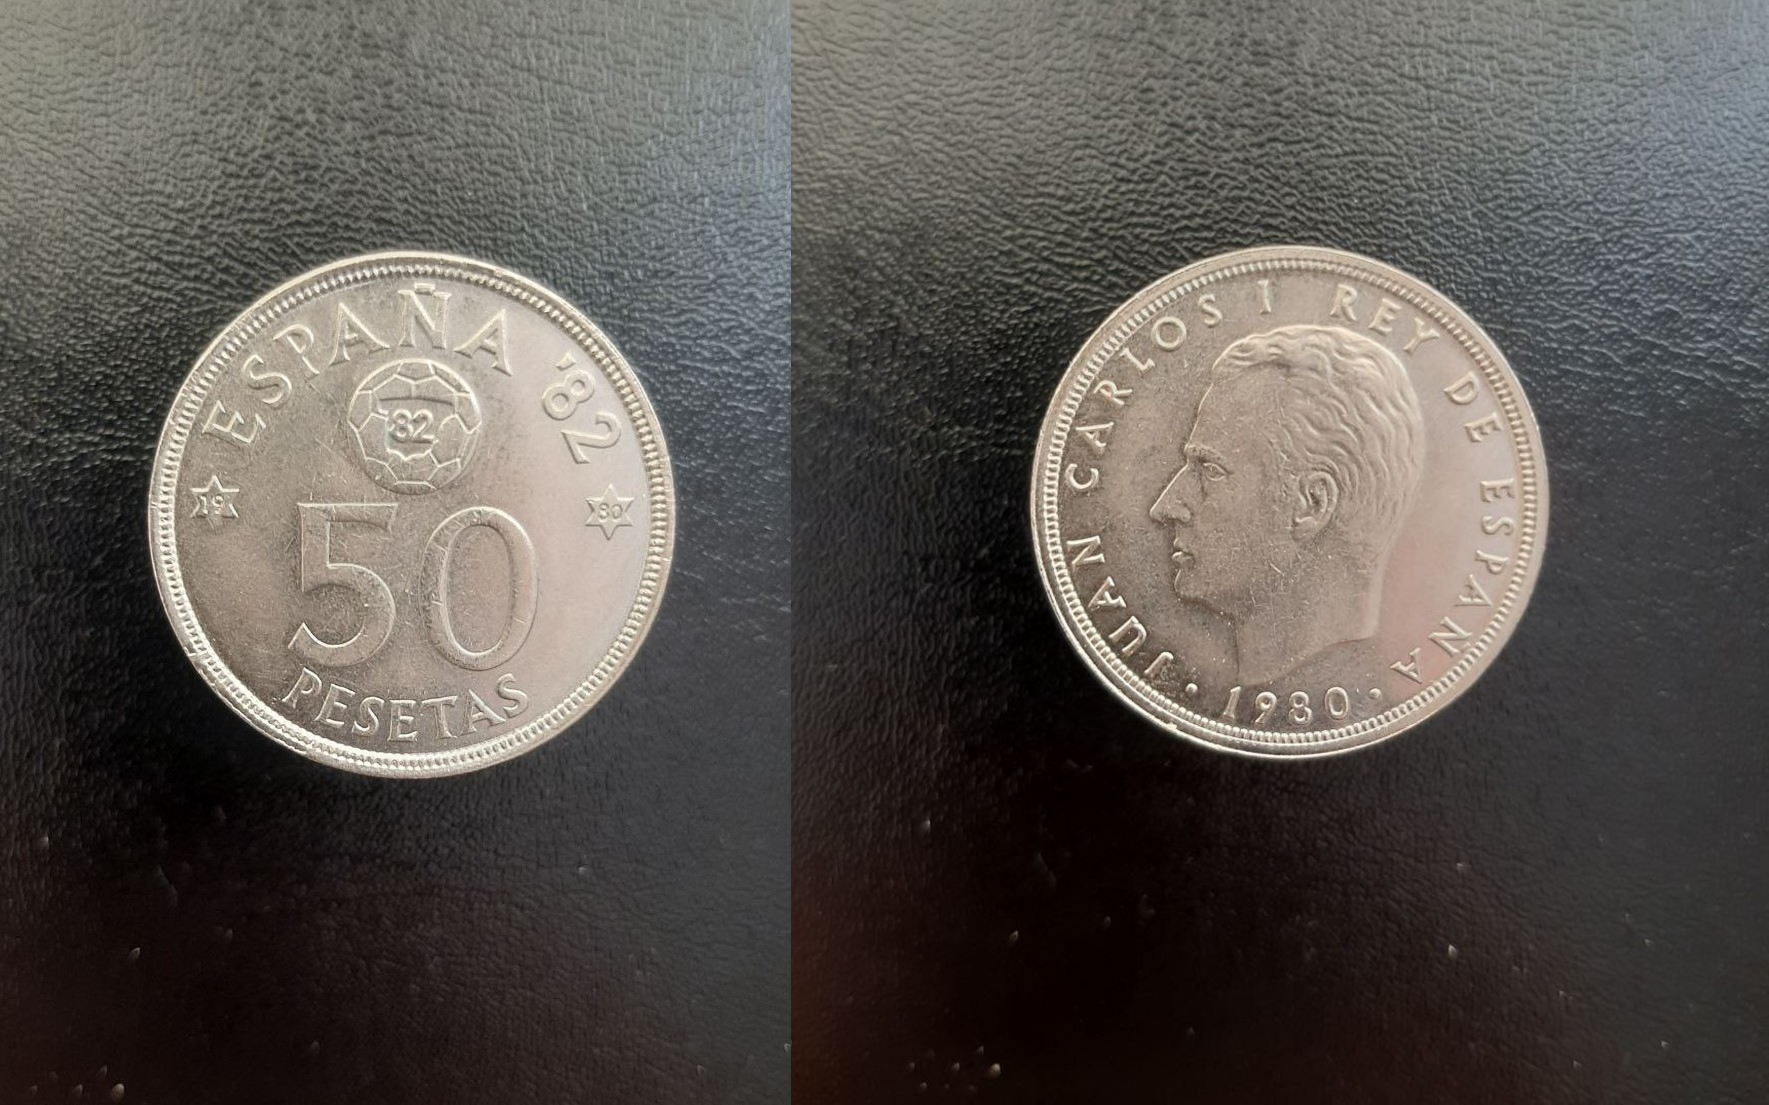 ESPAÑA '82
'82
19
80
50
PESETAS
JUAN CARLOS I REY DE ESPAÑA
· 1980 ·